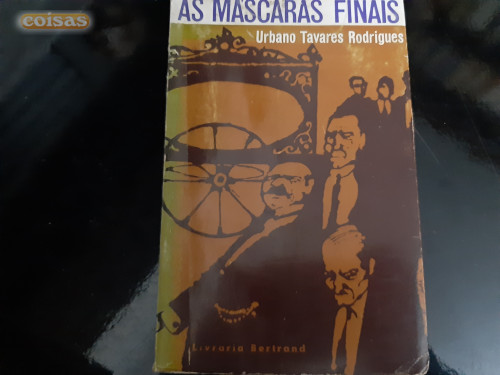 coisas
AS MÁSCARAS FINAIS
Urbano Tavares Rodrigues
Livraria Bertrand